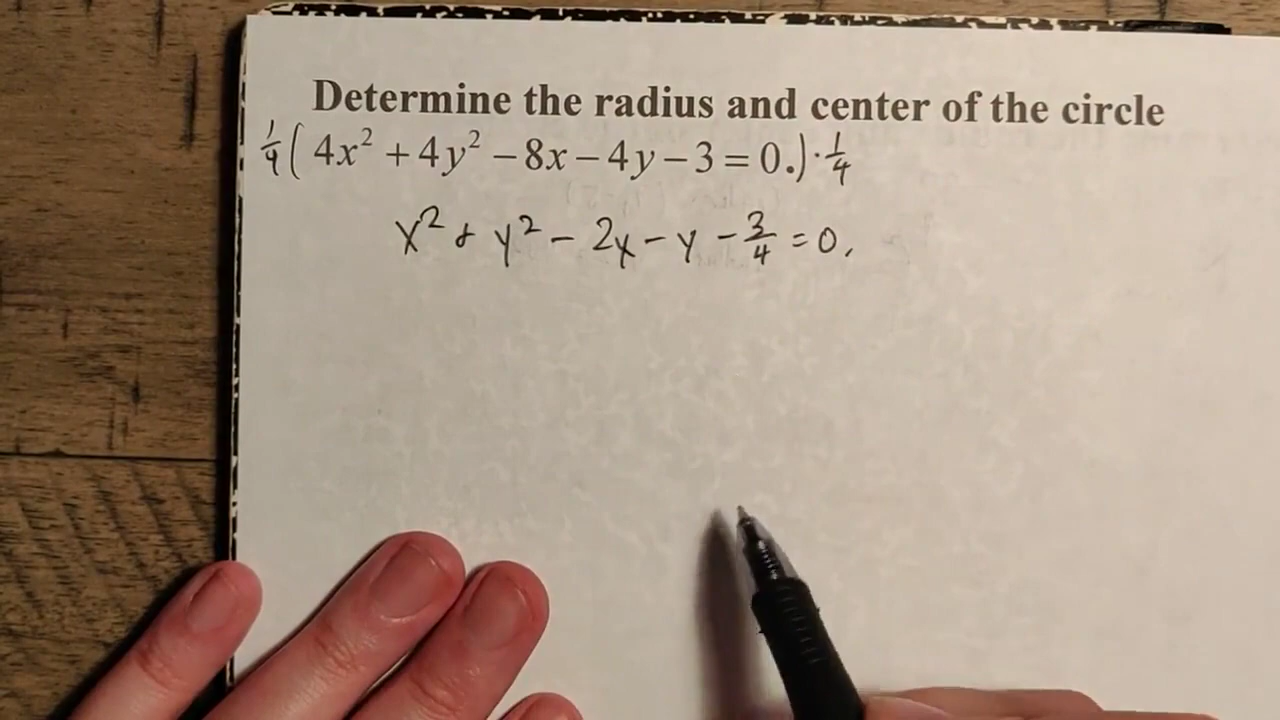 Determine the radius and center of the circle
1/4 ( 4x² + 4y² − 8x − 4y − 3 = 0. ) · 1/4
x² + y² − 2x − y − 3/4 = 0.